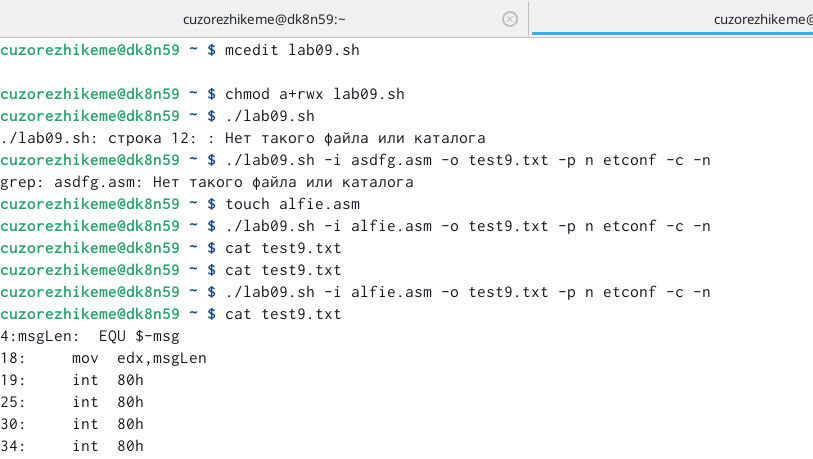 cuzorezhikeme@dk8n59:~
cuzorezhikeme@
cuzorezhikeme@dk8n59 ~ $ mcedit lab09.sh
cuzorezhikeme@dk8n59 ~ $ chmod a+rwx lab09.sh
cuzorezhikeme@dk8n59 ~ $ ./lab09.sh
./lab09.sh: строка 12: : Нет такого файла или каталога
cuzorezhikeme@dk8n59 ~ $ ./lab09.sh -i asdfg.asm -o test9.txt -p n etconf -c -n
grep: asdfg.asm: Нет такого файла или каталога
cuzorezhikeme@dk8n59 ~ $ touch alfie.asm
cuzorezhikeme@dk8n59 ~ $ ./lab09.sh -i alfie.asm -o test9.txt -p n etconf -c -n
cuzorezhikeme@dk8n59 ~ $ cat test9.txt
cuzorezhikeme@dk8n59 ~ $ cat test9.txt
cuzorezhikeme@dk8n59 ~ $ ./lab09.sh -i alfie.asm -o test9.txt -p n etconf -c -n
cuzorezhikeme@dk8n59 ~ $ cat test9.txt
4:msgLen:  EQU $-msg
18:     mov  edx,msgLen
19:     int  80h
25:     int  80h
30:     int  80h
34:     int  80h